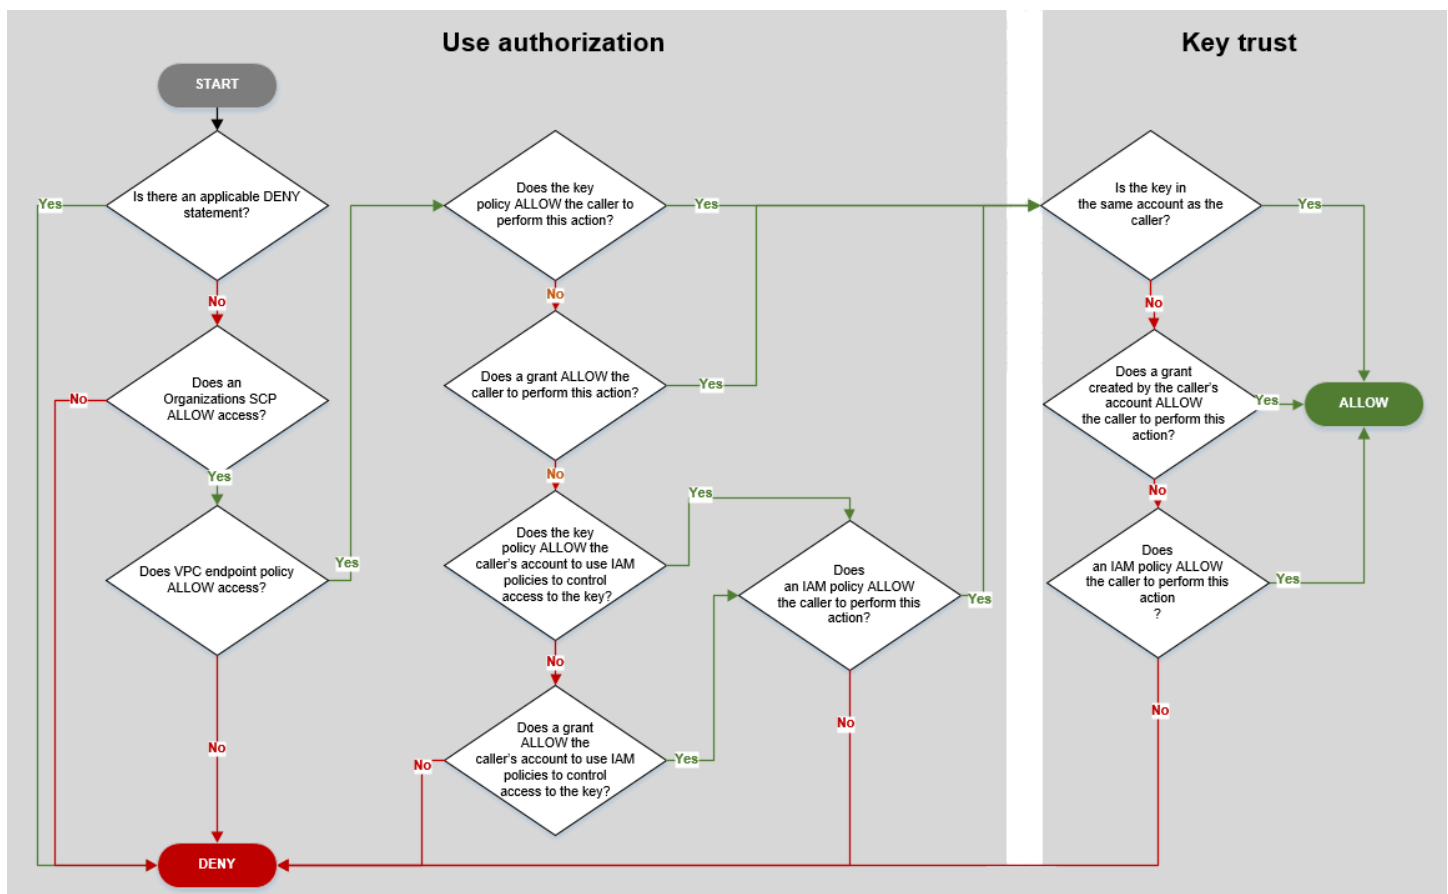 Use authorization
Key trust
START
Is there an applicable DENY
statement?
Yes
No
Does an
Organizations SCP
ALLOW access?
No
Yes
Does VPC endpoint policy
ALLOW access?
Yes
No
DENY
Does the key
policy ALLOW the caller to
perform this action?
Yes
No
Does a grant ALLOW the
caller to perform this action?
Yes
No
Does the key
policy ALLOW the
caller's account to use IAM
policies to control
access to the key?
Yes
No
Does a grant
ALLOW the
caller's account to use IAM
policies to control
access to the key?
No
Yes
Does
an IAM policy ALLOW
the caller to perform this
action?
Yes
No
Is the key in
the same account as the
caller?
Yes
No
Does a grant
created by the caller's
account ALLOW
the caller to perform this
action?
Yes
No
ALLOW
Does
an IAM policy ALLOW
the caller to perform this
action
?
Yes
No